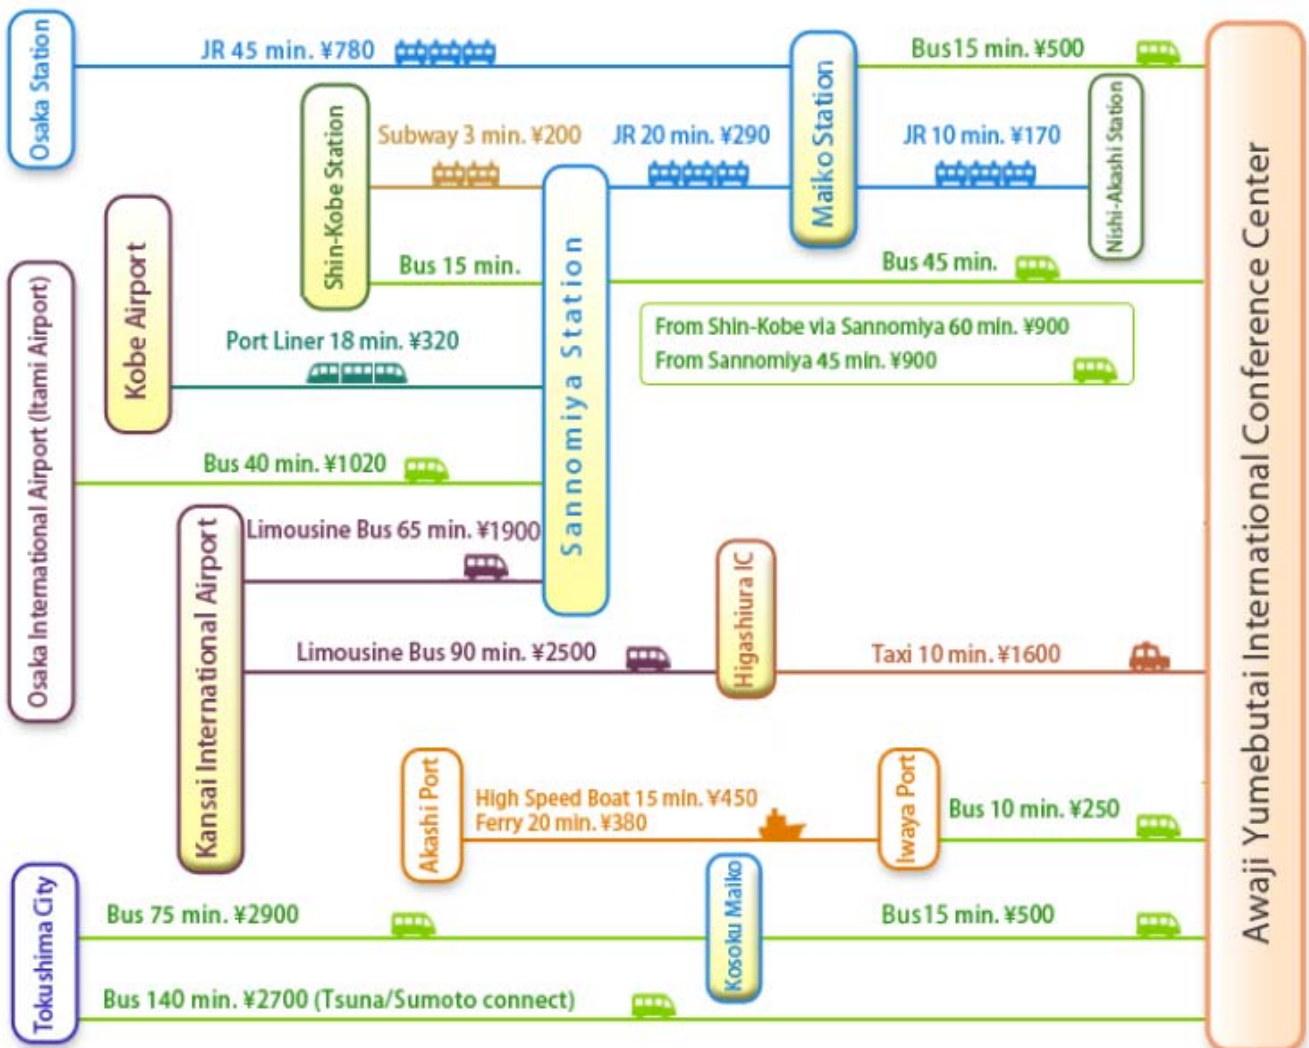 Osaka Station
JR 45 min. ¥780
Maiko Station
Bus15 min. ¥500
Shin-Kobe Station
Subway 3 min. ¥200
JR 20 min. ¥290
JR 10 min. ¥170
Nishi-Akashi Station
Awaji Yumebutai International Conference Center
Kobe Airport
Bus 15 min.
Sannomiya Station
Bus 45 min.
Port Liner 18 min. ¥320
From Shin-Kobe via Sannomiya 60 min. ¥900
From Sannomiya 45 min. ¥900
Osaka International Airport (Itami Airport)
Bus 40 min. ¥1020
Kansai International Airport
Limousine Bus 65 min. ¥1900
Limousine Bus 90 min. ¥2500
Higashiura IC
Taxi 10 min. ¥1600
Akashi Port
High Speed Boat 15 min. ¥450
Ferry 20 min. ¥380
Iwaya Port
Bus 10 min. ¥250
Tokushima City
Bus 75 min. ¥2900
Kosoku Maiko
Bus15 min. ¥500
Bus 140 min. ¥2700 (Tsuna/Sumoto connect)